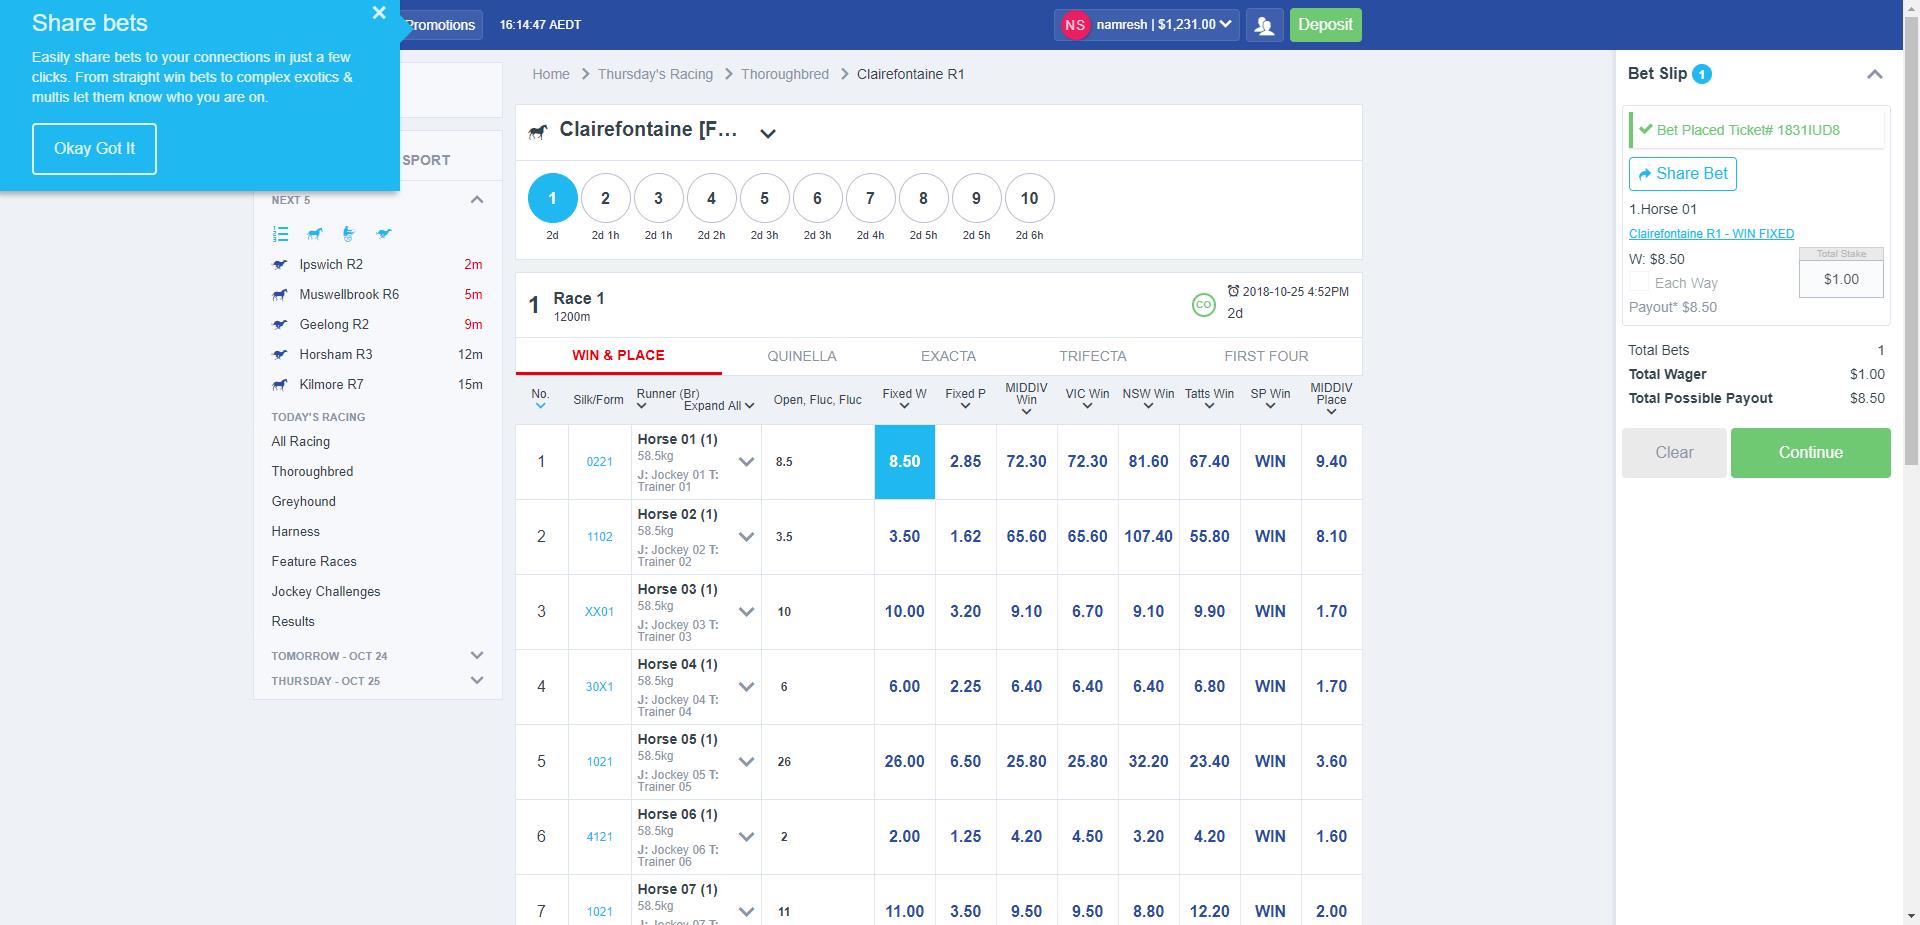 Share bets
Easily share bets to your connections in just a few
clicks. From straight win bets to complex exotics &
multis let them know who you are on.
Okay Got It
Promotions
16:14:47 AEDT
NS
namresh | $1,231.00
Deposit
SPORT
NEXT 5
Ipswich R2 2m
Muswellbrook R6 5m
Geelong R2 9m
Horsham R3 12m
Kilmore R7 15m
TODAY'S RACING
All Racing
Thoroughbred
Greyhound
Harness
Feature Races
Jockey Challenges
Results
TOMORROW - OCT 24
THURSDAY - OCT 25
Home Thursday's Racing Thoroughbred Clairefontaine R1
Clairefontaine [F...
1 2 3 4 5 6 7 8 9 10
2d 2d 1h 2d 1h 2d 2h 2d 3h 2d 3h 2d 4h 2d 5h 2d 5h 2d 6h
1 Race 1
1200m
CO
2018-10-25 4:52PM
2d
WIN & PLACE QUINELLA EXACTA TRIFECTA FIRST FOUR
No. Silk/Form Runner (Br) Expand All Open, Fluc, Fluc Fixed W Fixed P MIDDIV Win VIC Win NSW Win Tatts Win SP Win MIDDIV Place
Horse 01 (1)
58.5kg
1 0221 8.5 8.50 2.85 72.30 72.30 81.60 67.40 WIN 9.40
J: Jockey 01 T:
Trainer 01
Horse 02 (1)
58.5kg
2 1102 3.5 3.50 1.62 65.60 65.60 107.40 55.80 WIN 8.10
J: Jockey 02 T:
Trainer 02
Horse 03 (1)
58.5kg
3 XX01 10 10.00 3.20 9.10 6.70 9.10 9.90 WIN 1.70
J: Jockey 03 T:
Trainer 03
Horse 04 (1)
58.5kg
4 30X1 6 6.00 2.25 6.40 6.40 6.40 6.80 WIN 1.70
J: Jockey 04 T:
Trainer 04
Horse 05 (1)
58.5kg
5 1021 26 26.00 6.50 25.80 25.80 32.20 23.40 WIN 3.60
J: Jockey 05 T:
Trainer 05
Horse 06 (1)
58.5kg
6 4121 2 2.00 1.25 4.20 4.50 3.20 4.20 WIN 1.60
J: Jockey 06 T:
Trainer 06
Horse 07 (1)
58.5kg
7 1021 11 11.00 3.50 9.50 9.50 8.80 12.20 WIN 2.00
J: Jockey 07 T:
Bet Slip 1
Bet Placed Ticket# 1831IUD8
Share Bet
1.Horse 01
Clairefontaine R1 - WIN FIXED
W: $8.50
Total Stake
$1.00
Each Way
Payout* $8.50
Total Bets 1
Total Wager $1.00
Total Possible Payout $8.50
Clear Continue